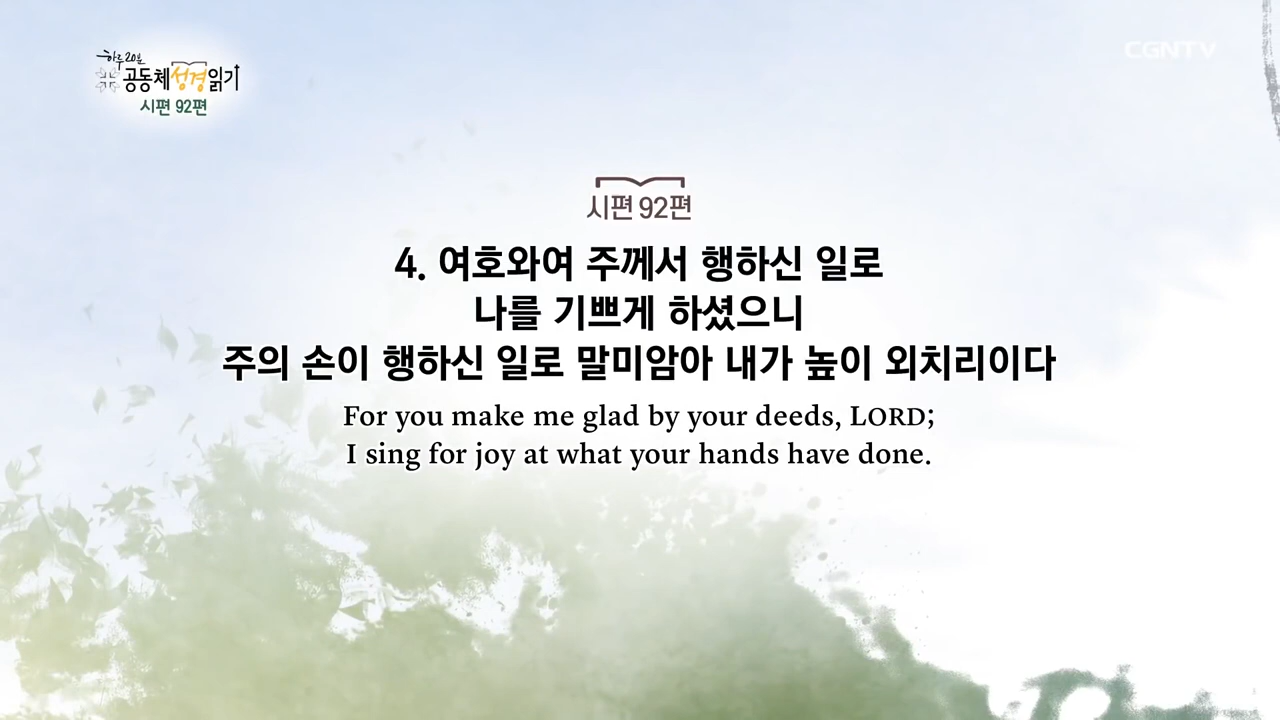 하루 20분
공동체성경읽기
시편 92편
CGNTV
시편 92편
4. 여호와여 주께서 행하신 일로
나를 기쁘게 하셨으니
주의 손이 행하신 일로 말미암아 내가 높이 외치리이다
For you make me glad by your deeds, LORD;
I sing for joy at what your hands have done.